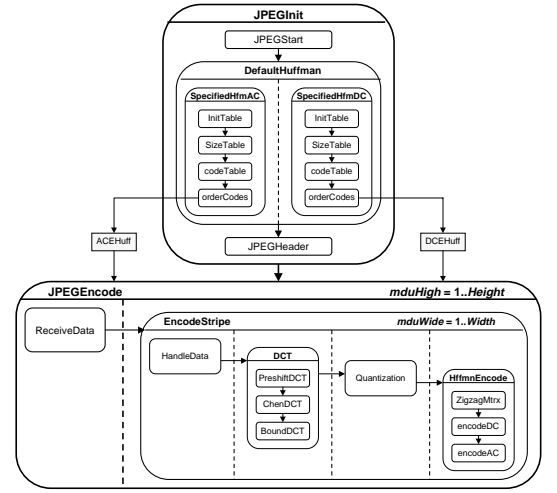 JPEGInit
JPEGStart
DefaultHuffman
SpecifiedHfmAC
SpecifiedHfmDC
InitTable
InitTable
SizeTable
SizeTable
codeTable
codeTable
orderCodes
orderCodes
ACEHuff
JPEGHeader
DCEHuff
JPEGEncode
mduHigh = 1..Height
ReceiveData
EncodeStripe
mduWide = 1..Width
HandleData
DCT
PreshiftDCT
ChenDCT
BoundDCT
Quantization
HffmnEncode
ZigzagMtrx
encodeDC
encodeAC